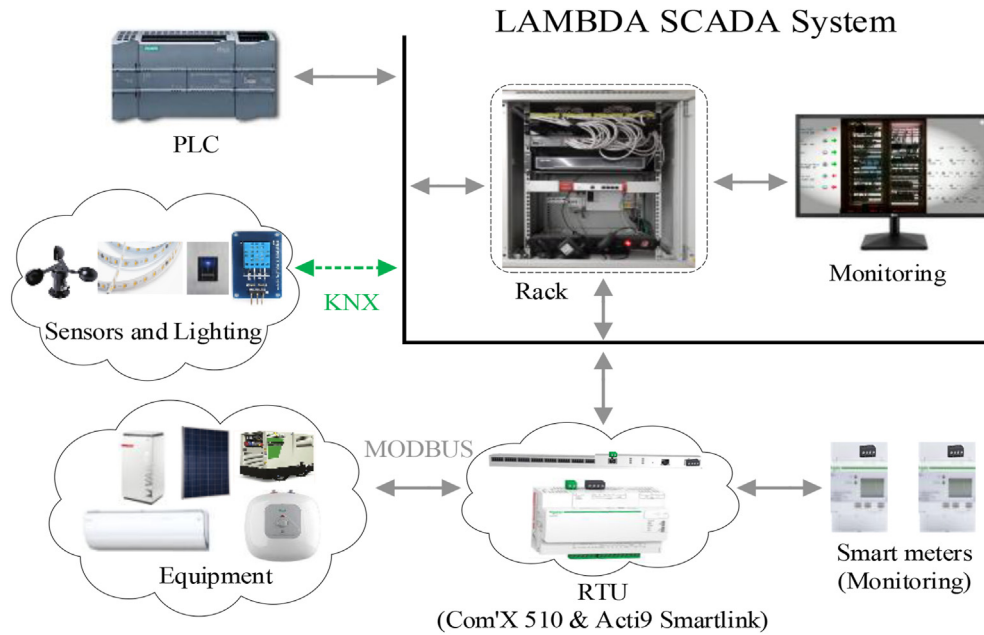 LAMBDA SCADA System
PLC
Rack
Monitoring
KNX
Sensors and Lighting
MODBUS
Equipment
RTU
(Com'X 510 & Acti9 Smartlink)
Smart meters
(Monitoring)